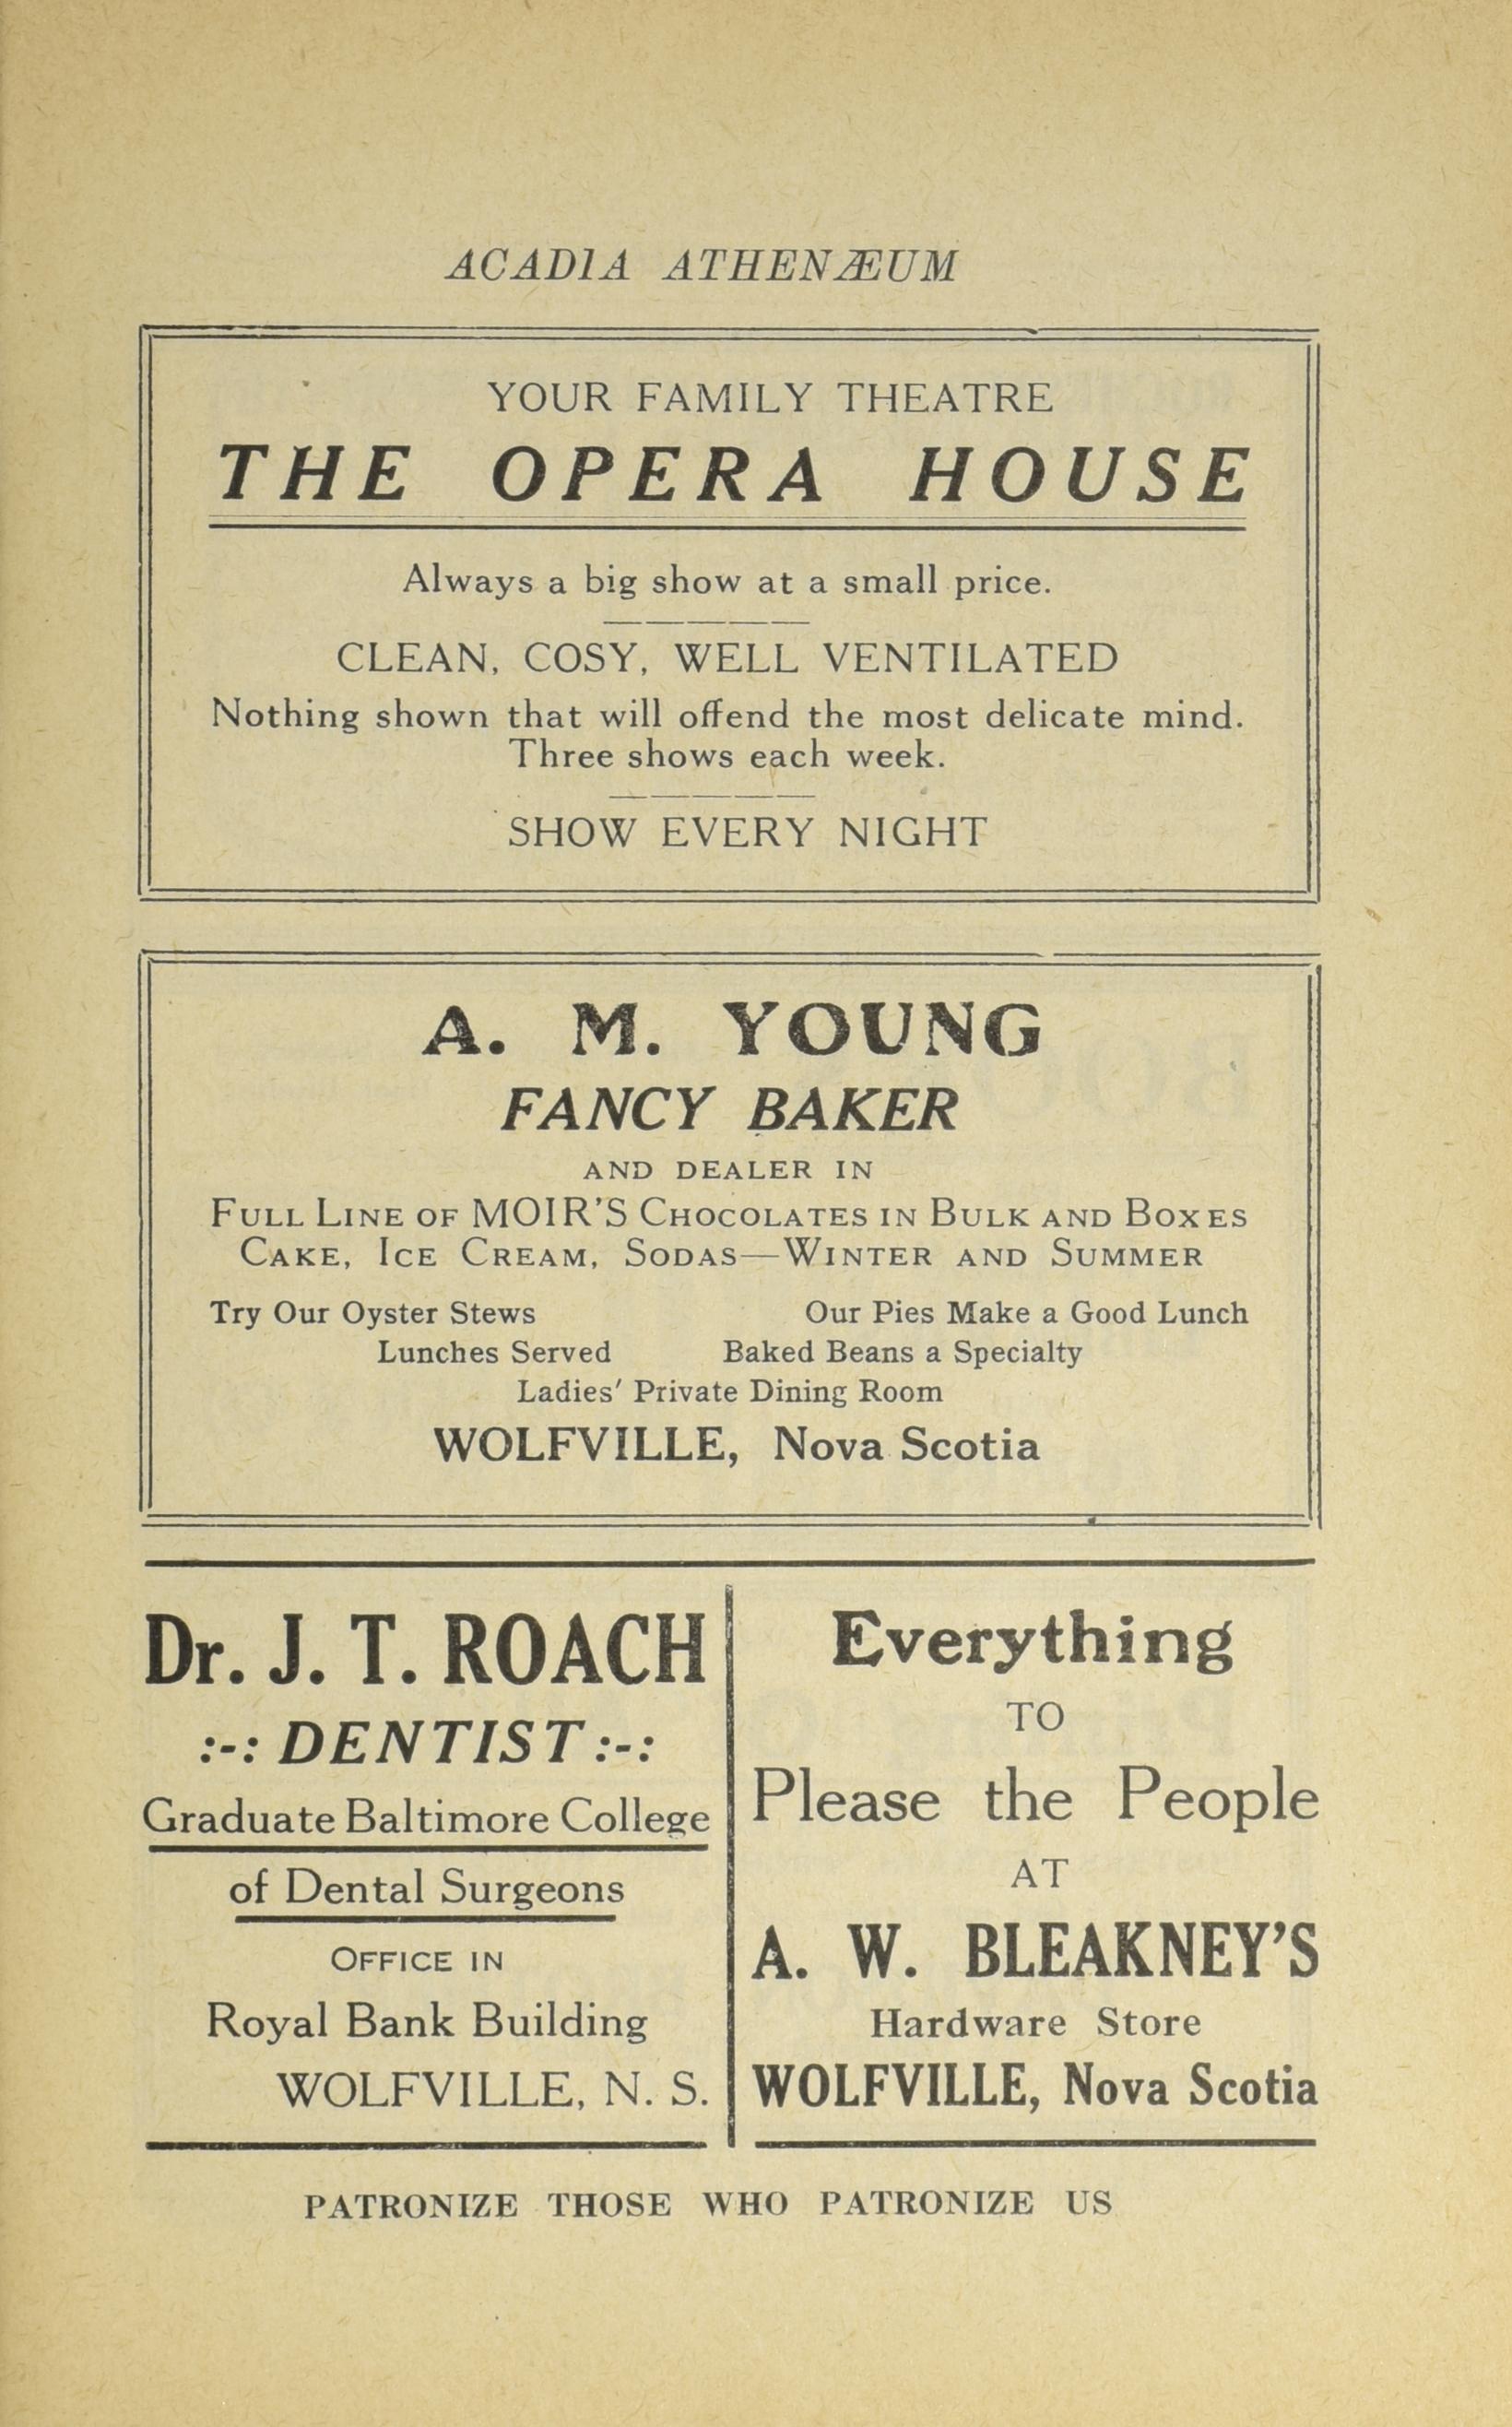 ACADIA ATHENÆUM
YOUR FAMILY THEATRE
THE OPERA HOUSE
Always a big show at a small price.
CLEAN, COSY, WELL VENTILATED
Nothing shown that will offend the most delicate mind.
Three shows each week.
SHOW EVERY NIGHT
A. M. YOUNG
FANCY BAKER
AND DEALER IN
FULL LINE OF MOIR'S CHOCOLATES IN BULK AND BOXES
CAKE, ICE CREAM, SODAS—WINTER AND SUMMER
Try Our Oyster Stews Our Pies Make a Good Lunch
Lunches Served Baked Beans a Specialty
Ladies' Private Dining Room
WOLFVILLE, Nova Scotia
Dr. J. T. ROACH
:-: DENTIST :-:
Graduate Baltimore College
of Dental Surgeons
OFFICE IN
Royal Bank Building
WOLFVILLE, N. S.
Everything
TO
Please the People
AT
A. W. BLEAKNEY'S
Hardware Store
WOLFVILLE, Nova Scotia
PATRONIZE THOSE WHO PATRONIZE US